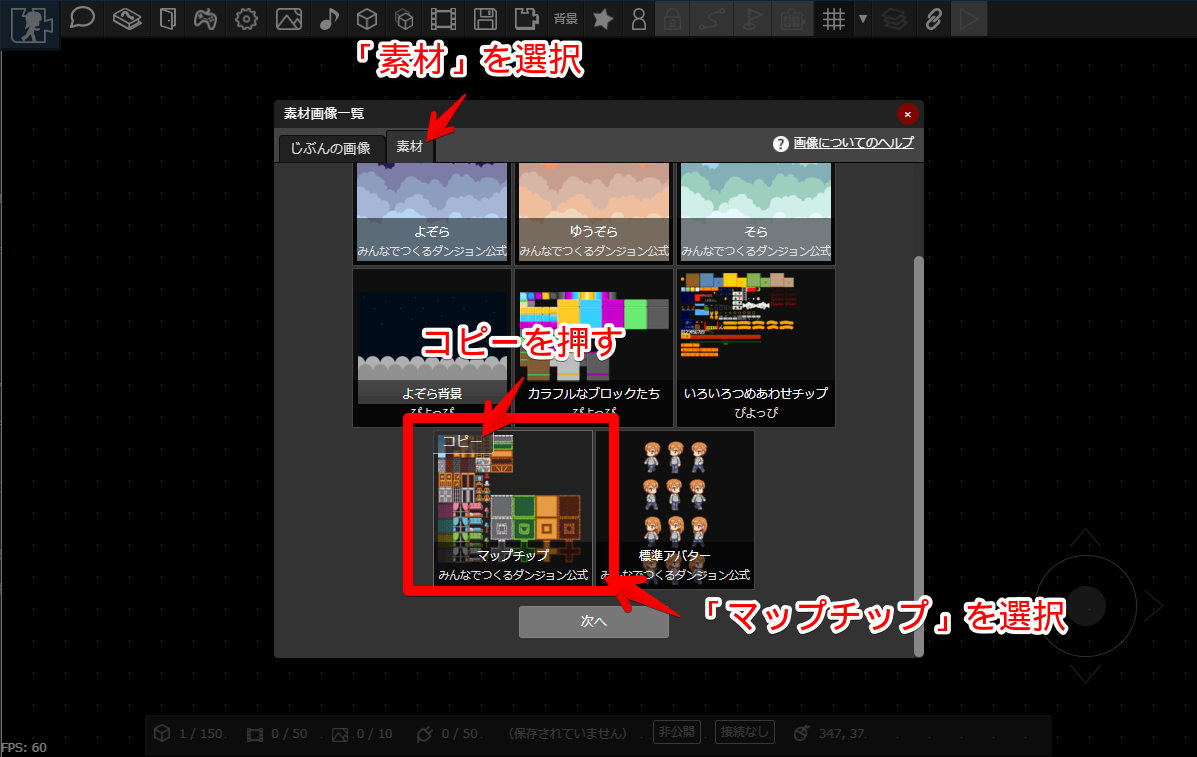 背景
「素材」を選択
素材画像一覧
×
じぶんの画像
素材
? 画像についてのヘルプ
よぞら
みんなでつくるダンジョン公式
ゆうぞら
みんなでつくるダンジョン公式
そら
みんなでつくるダンジョン公式
コピーを押す
よぞら背景
ぴよっぴ
カラフルなブロックたち
ぴよっぴ
いろいろつめあわせチップ
ぴよっぴ
コピー
マップチップ
みんなでつくるダンジョン公式
標準アバター
みんなでつくるダンジョン公式
「マップチップ」を選択
次へ
1 / 150
0 / 50
0 / 10
0 / 50
（保存されていません）
非公開
接続なし
347, 37
FPS: 60